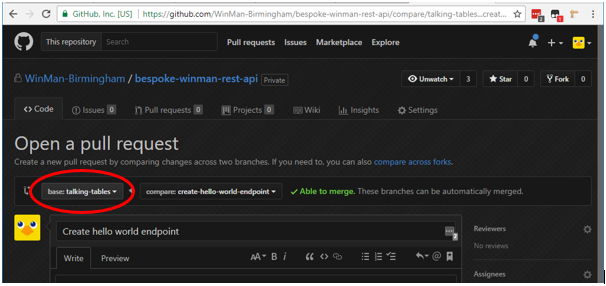 GitHub, Inc. [US] https://github.com/WinMan-Birmingham/bespoke-winman-rest-api/compare/talking-tables...creat...
This repository Search Pull requests Issues Marketplace Explore
WinMan-Birmingham / bespoke-winman-rest-api Private Unwatch 3 Star 0 Fork 0
Code Issues 0 Pull requests 0 Projects 0 Wiki Insights Settings
Open a pull request
Create a new pull request by comparing changes across two branches. If you need to, you can also compare across forks.
base: talking-tables compare: create-hello-world-endpoint Able to merge. These branches can be automatically merged.
Create hello world endpoint
Reviewers
No reviews
Write Preview AA B i
Assignees